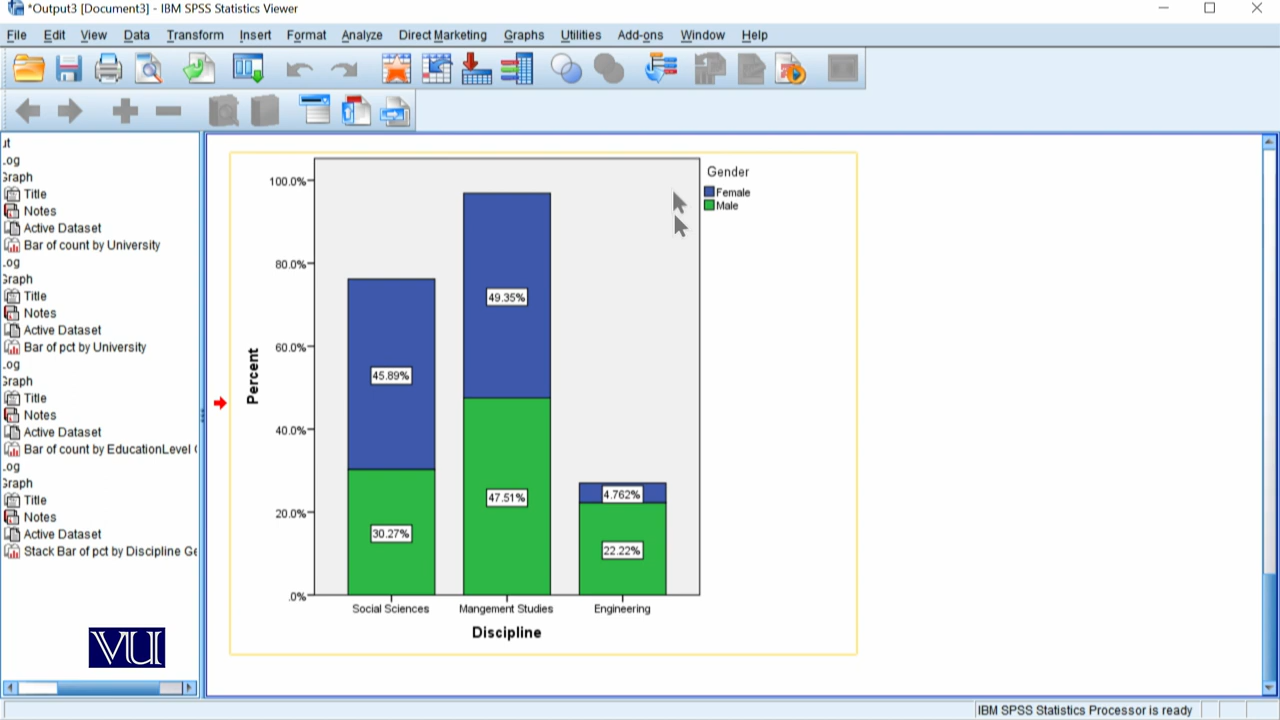 *Output3 [Document3] - IBM SPSS Statistics Viewer
File Edit View Data Transform Insert Format Analyze Direct Marketing Graphs Utilities Add-ons Window Help
ut
Log
Graph
Title
Notes
Active Dataset
Bar of count by University
Log
Graph
Title
Notes
Active Dataset
Bar of pct by University
Log
Graph
Title
Notes
Active Dataset
Bar of count by EducationLevel
Log
Graph
Title
Notes
Active Dataset
Stack Bar of pct by Discipline Ge
VU
100.0%
80.0%
60.0%
40.0%
20.0%
.0%
Percent
45.89%
30.27%
49.35%
47.51%
4.762%
22.22%
Social Sciences Mangement Studies Engineering
Discipline
Gender
Female
Male
IBM SPSS Statistics Processor is ready